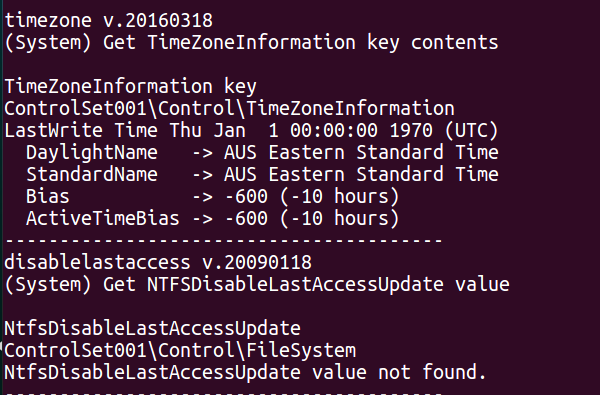 timezone v.20160318
(System) Get TimeZoneInformation key contents
TimeZoneInformation key
ControlSet001\Control\TimeZoneInformation
LastWrite Time Thu Jan  1 00:00:00 1970 (UTC)
  DaylightName   -> AUS Eastern Standard Time
  StandardName   -> AUS Eastern Standard Time
  Bias           -> -600 (-10 hours)
  ActiveTimeBias -> -600 (-10 hours)
----------------------------------------
disablelastaccess v.20090118
(System) Get NTFSDisableLastAccessUpdate value
NtfsDisableLastAccessUpdate
ControlSet001\Control\FileSystem
NtfsDisableLastAccessUpdate value not found.
----------------------------------------